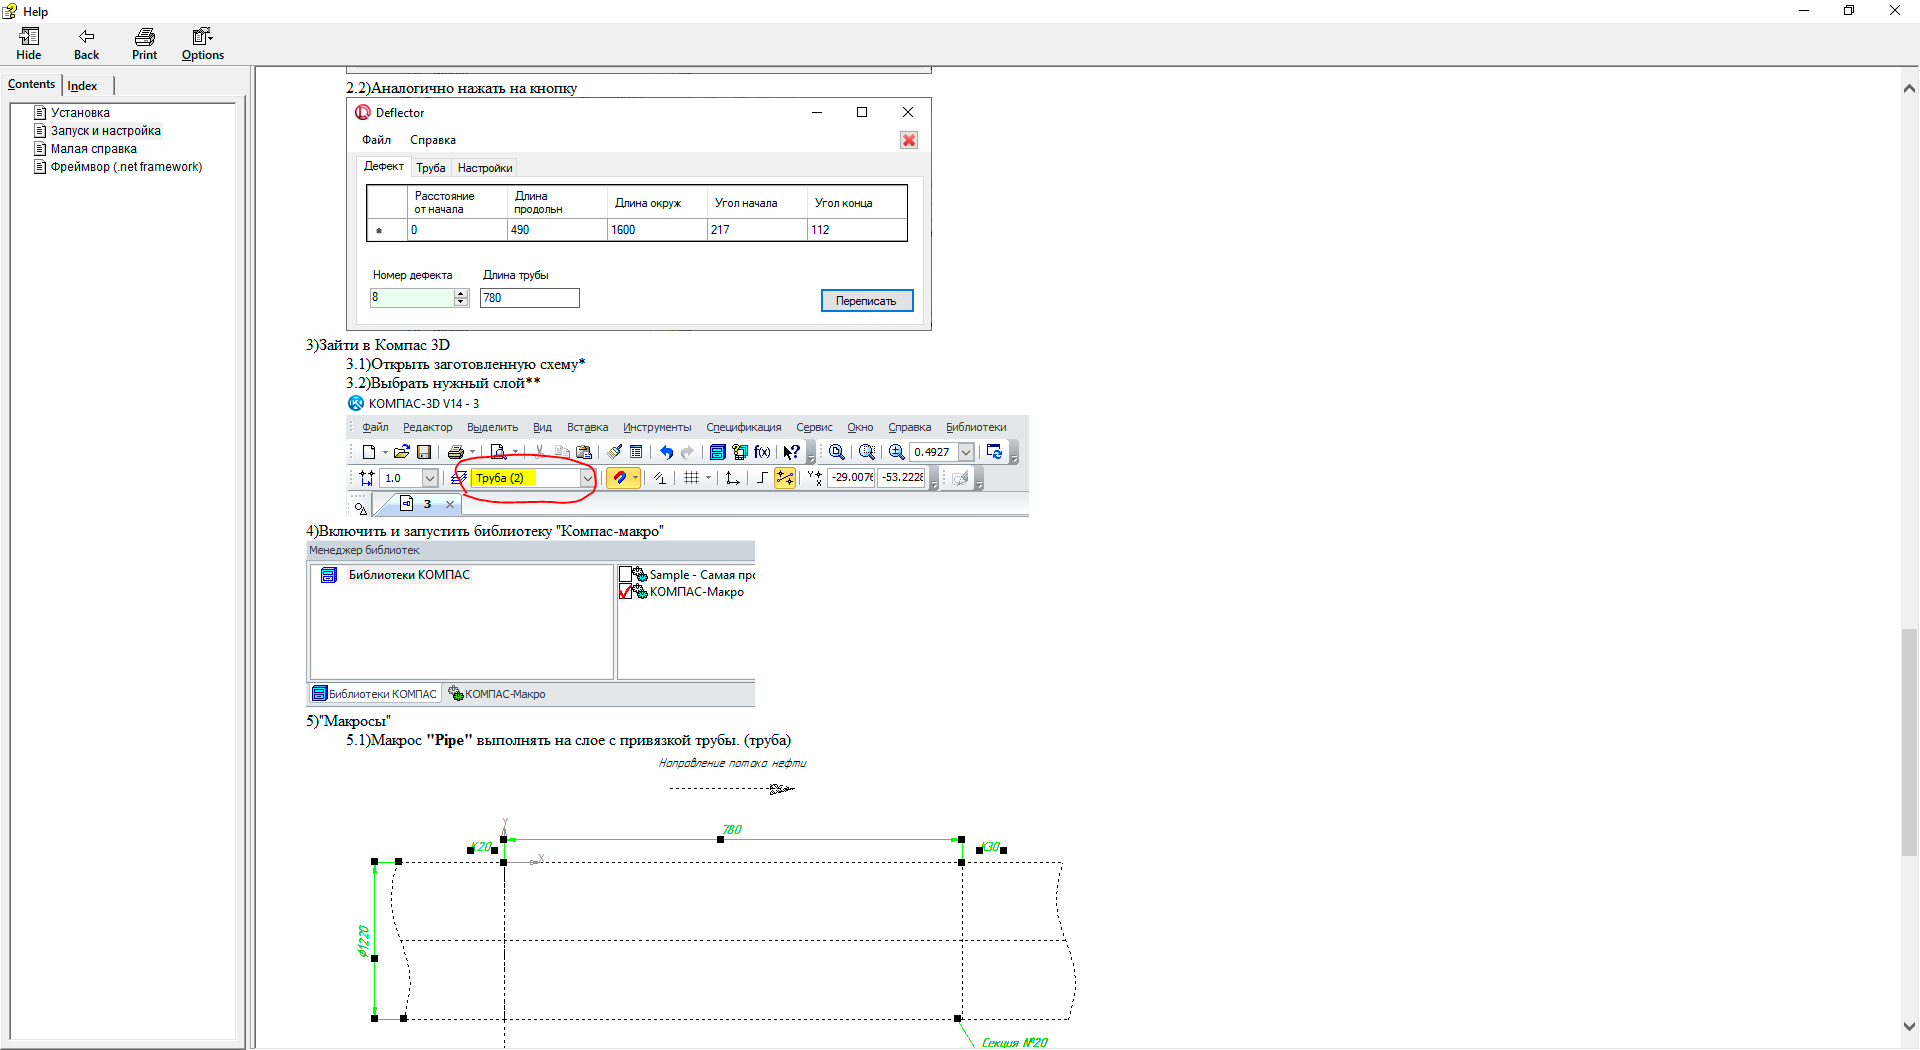 Help
Hide Back Print Options
Contents Index
Установка
Запуск и настройка
Малая справка
Фреймвор (.net framework)
2.2)Аналогично нажать на кнопку
Deflector
Файл Справка
Дефект Труба Настройки
Расстояние от начала Длина продольн Длина окруж Угол начала Угол конца
0 490 1600 217 112
Номер дефекта Длина трубы
8 780
Переписать
3)Зайти в Компас 3D
3.1)Открыть заготовленную схему*
3.2)Выбрать нужный слой**
КОМПАС-3D V14 - 3
Файл Редактор Выделить Вид Вставка Инструменты Спецификация Сервис Окно Справка Библиотеки
f(x) 0.4927
1.0 Труба (2) -29.0076 -53.2228
3
4)Включить и запустить библиотеку "Компас-макро"
Менеджер библиотек
Библиотеки КОМПАС
Sample - Самая пр
КОМПАС-Макро
Библиотеки КОМПАС КОМПАС-Макро
5)"Макросы"
5.1)Макрос "Pipe" выполнять на слое с привязкой трубы. (труба)
Направление потока нефти
Y
780
К20 X К30
Ø1220
Секция №20